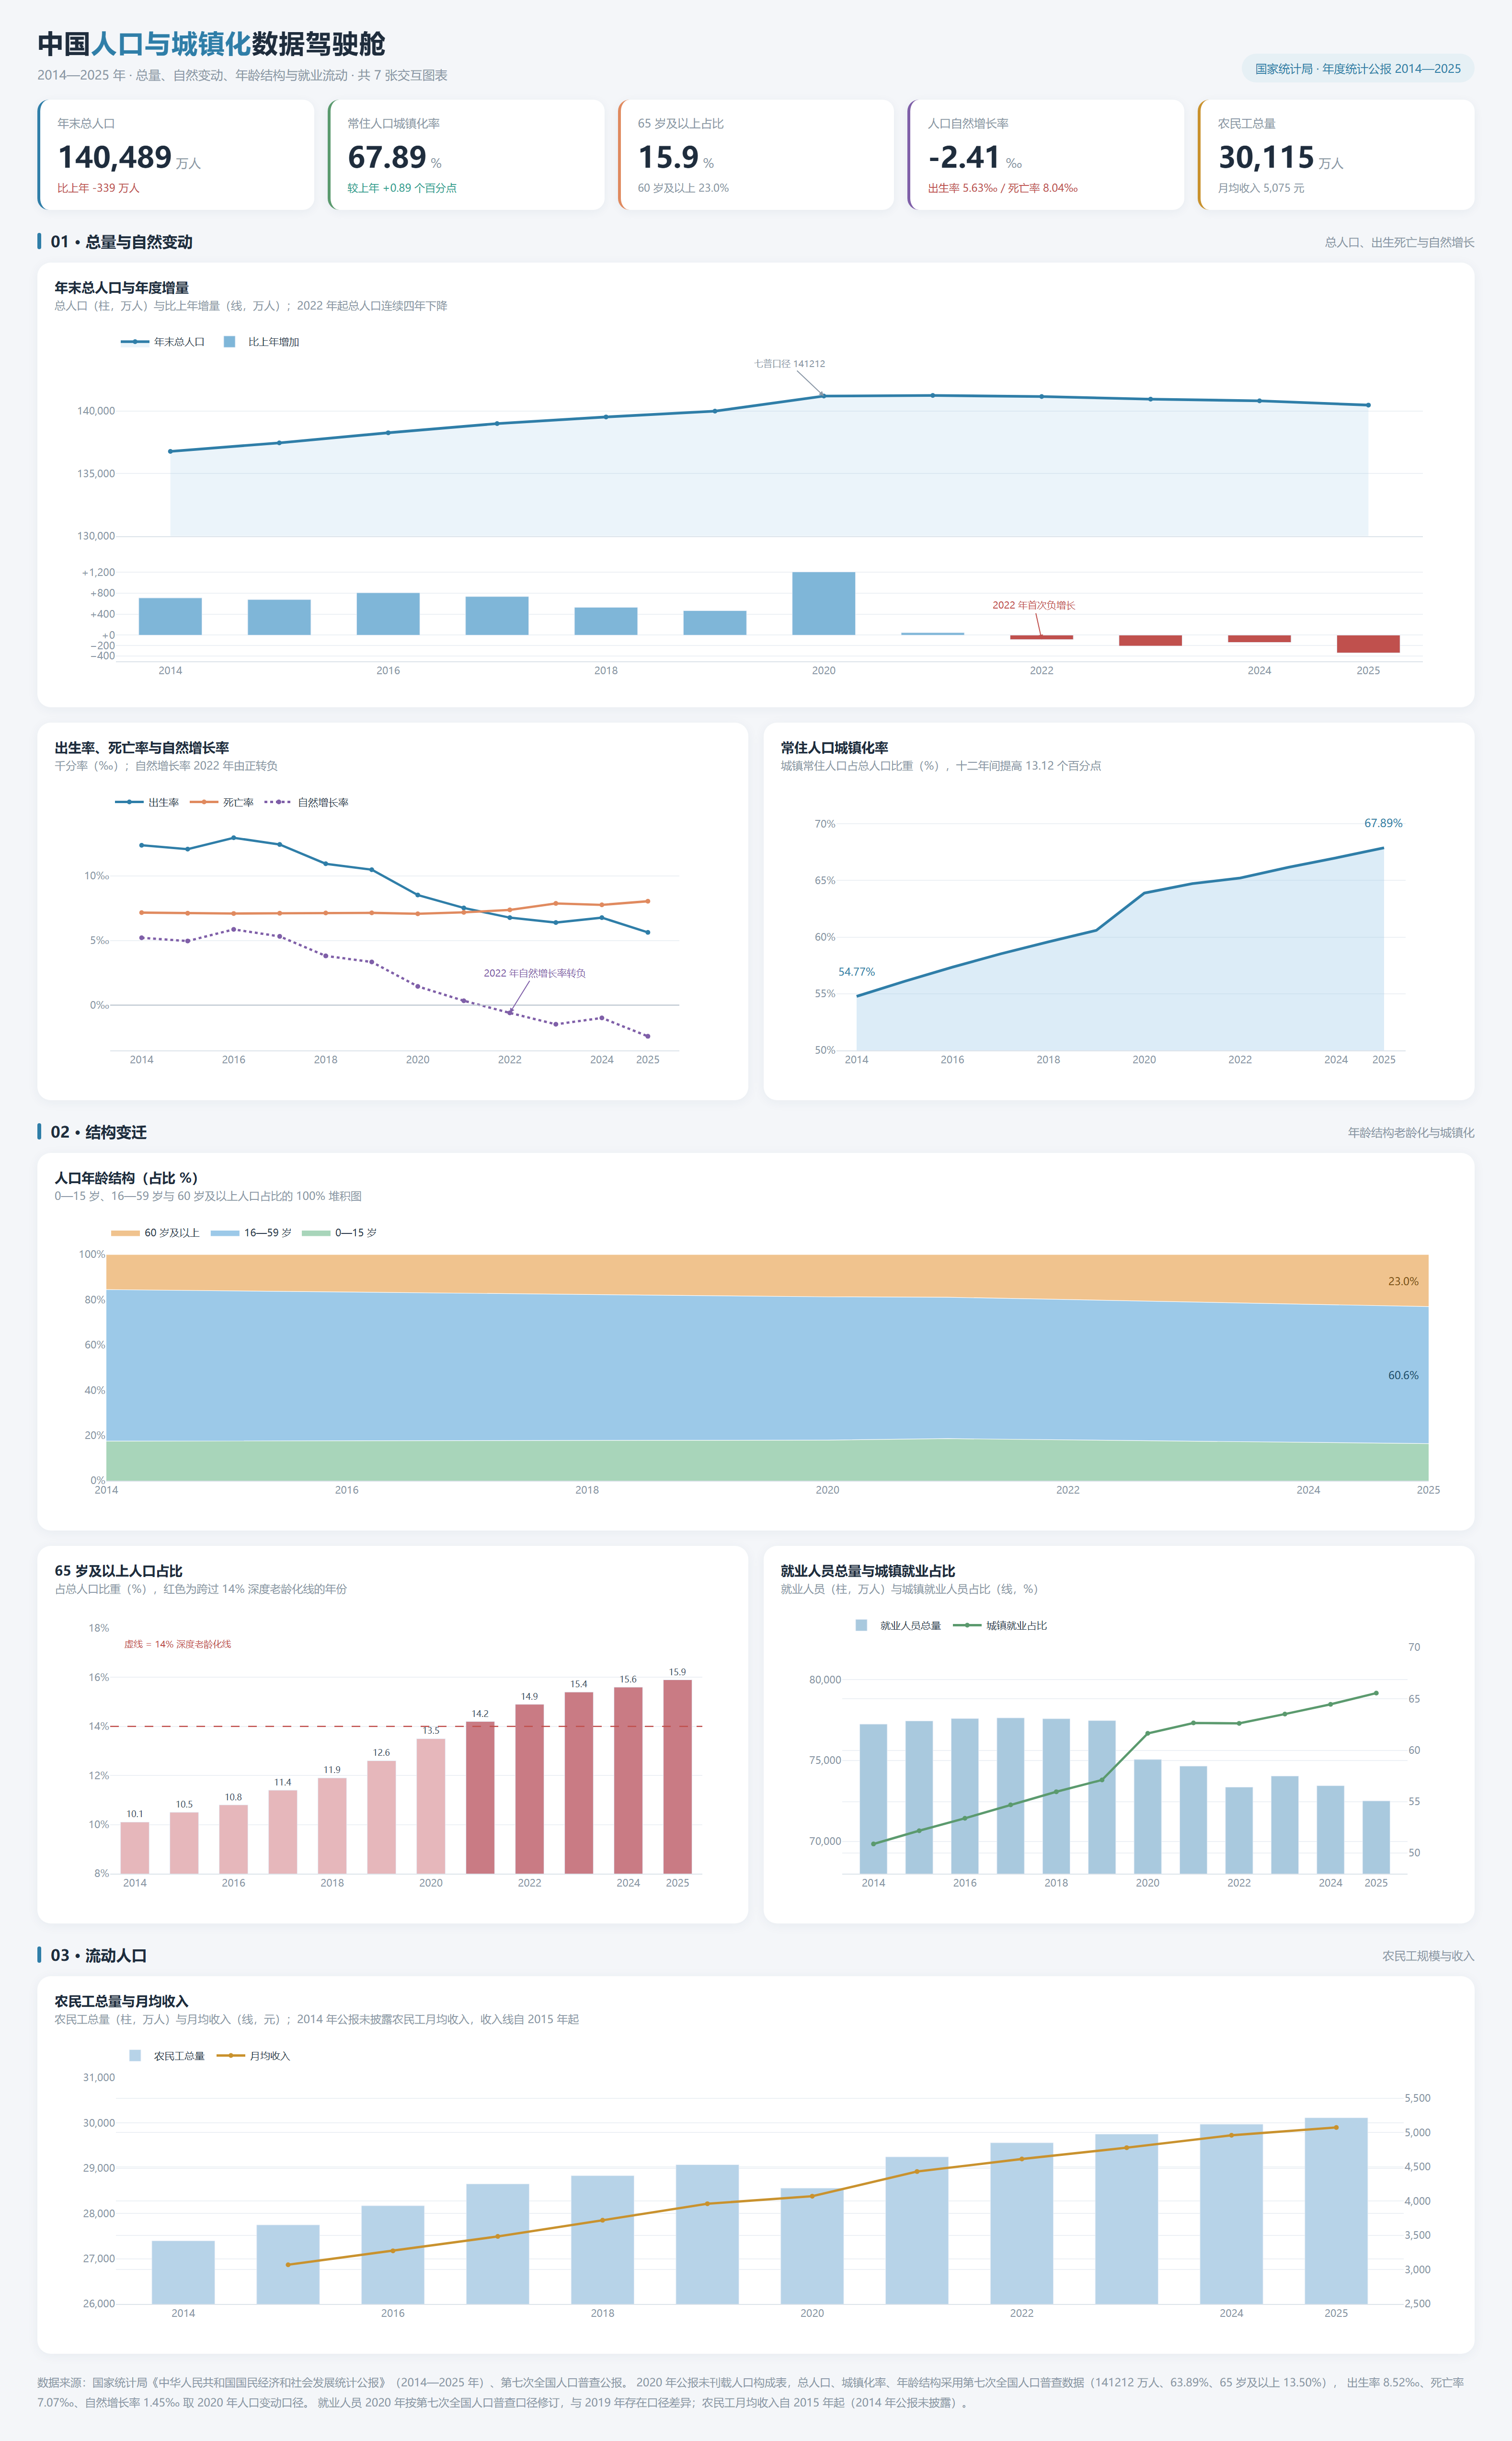 中国人口与城镇化数据驾驶舱
2014—2025 年 · 总量、自然变动、年龄结构与就业流动 · 共 7 张交互图表
国家统计局 · 年度统计公报 2014—2025
年末总人口
140,489 万人
比上年 -339 万人
常住人口城镇化率
67.89 %
较上年 +0.89 个百分点
65 岁及以上占比
15.9 %
60 岁及以上 23.0%
人口自然增长率
-2.41 ‰
出生率 5.63‰ / 死亡率 8.04‰
农民工总量
30,115 万人
月均收入 5,075 元
01 • 总量与自然变动
总人口、出生死亡与自然增长
年末总人口与年度增量
总人口（柱，万人）与比上年增量（线，万人）；2022 年起总人口连续四年下降
年末总人口 比上年增加
七普口径 141212
140,000
135,000
130,000
+1,200
+800
+400
+0
−200
−400
2022 年首次负增长
2014 2016 2018 2020 2022 2024 2025
出生率、死亡率与自然增长率
千分率（‰）；自然增长率 2022 年由正转负
出生率 死亡率 自然增长率
10‰
5‰
0‰
2022 年自然增长率转负
2014 2016 2018 2020 2022 2024 2025
常住人口城镇化率
城镇常住人口占总人口比重（%），十二年间提高 13.12 个百分点
70%
65%
60%
55%
50%
54.77%
67.89%
2014 2016 2018 2020 2022 2024 2025
02 • 结构变迁
年龄结构老龄化与城镇化
人口年龄结构（占比 %）
0—15 岁、16—59 岁与 60 岁及以上人口占比的 100% 堆积图
60 岁及以上 16—59 岁 0—15 岁
100%
80%
60%
40%
20%
0%
23.0%
60.6%
2014 2016 2018 2020 2022 2024 2025
65 岁及以上人口占比
占总人口比重（%），红色为跨过 14% 深度老龄化线的年份
18%
16%
14%
12%
10%
8%
虚线 = 14% 深度老龄化线
10.1 10.5 10.8 11.4 11.9 12.6 13.5 14.2 14.9 15.4 15.6 15.9
2014 2016 2018 2020 2022 2024 2025
就业人员总量与城镇就业占比
就业人员（柱，万人）与城镇就业人员占比（线，%）
就业人员总量 城镇就业占比
80,000
75,000
70,000
70
65
60
55
50
2014 2016 2018 2020 2022 2024 2025
03 • 流动人口
农民工规模与收入
农民工总量与月均收入
农民工总量（柱，万人）与月均收入（线，元）；2014 年公报未披露农民工月均收入，收入线自 2015 年起
农民工总量 月均收入
31,000
30,000
29,000
28,000
27,000
26,000
5,500
5,000
4,500
4,000
3,500
3,000
2,500
2014 2016 2018 2020 2022 2024 2025
数据来源：国家统计局《中华人民共和国国民经济和社会发展统计公报》（2014—2025 年）、第七次全国人口普查公报。 2020 年公报未刊载人口构成表，总人口、城镇化率、年龄结构采用第七次全国人口普查数据（141212 万人、63.89%、65 岁及以上 13.50%）， 出生率 8.52‰、死亡率
7.07‰、自然增长率 1.45‰ 取 2020 年人口变动口径。 就业人员 2020 年按第七次全国人口普查口径修订，与 2019 年存在口径差异；农民工月均收入自 2015 年起（2014 年公报未披露）。